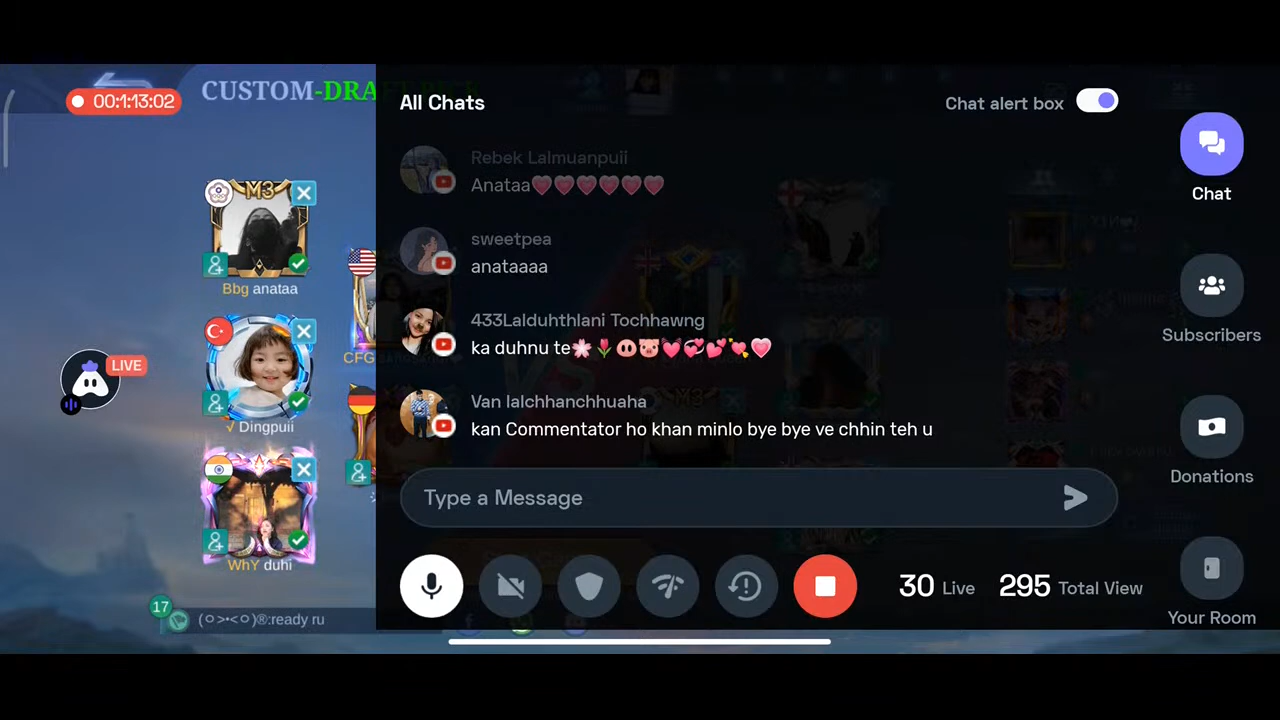 CUSTOM-DRA
00:1:13:02
All Chats
Chat alert box
Rebek Lalmuanpuii
Anataa💗💗💗💗💗💗
Chat
M3
sweetpea
anataaaa
Bbg anataa
433Lalduhthlani Tochhawng
ka duhnu te🌸🌷🐽🐷💓💞💕💘💗
Subscribers
LIVE
CFG
Van lalchhanchhuaha
kan Commentator ho khan minlo bye bye ve chhin teh u
√ Dingpuii
Donations
Type a Message
WhY duhi
30 Live
295 Total View
17
(ㅇ>•<ㅇ)®:ready ru
Your Room